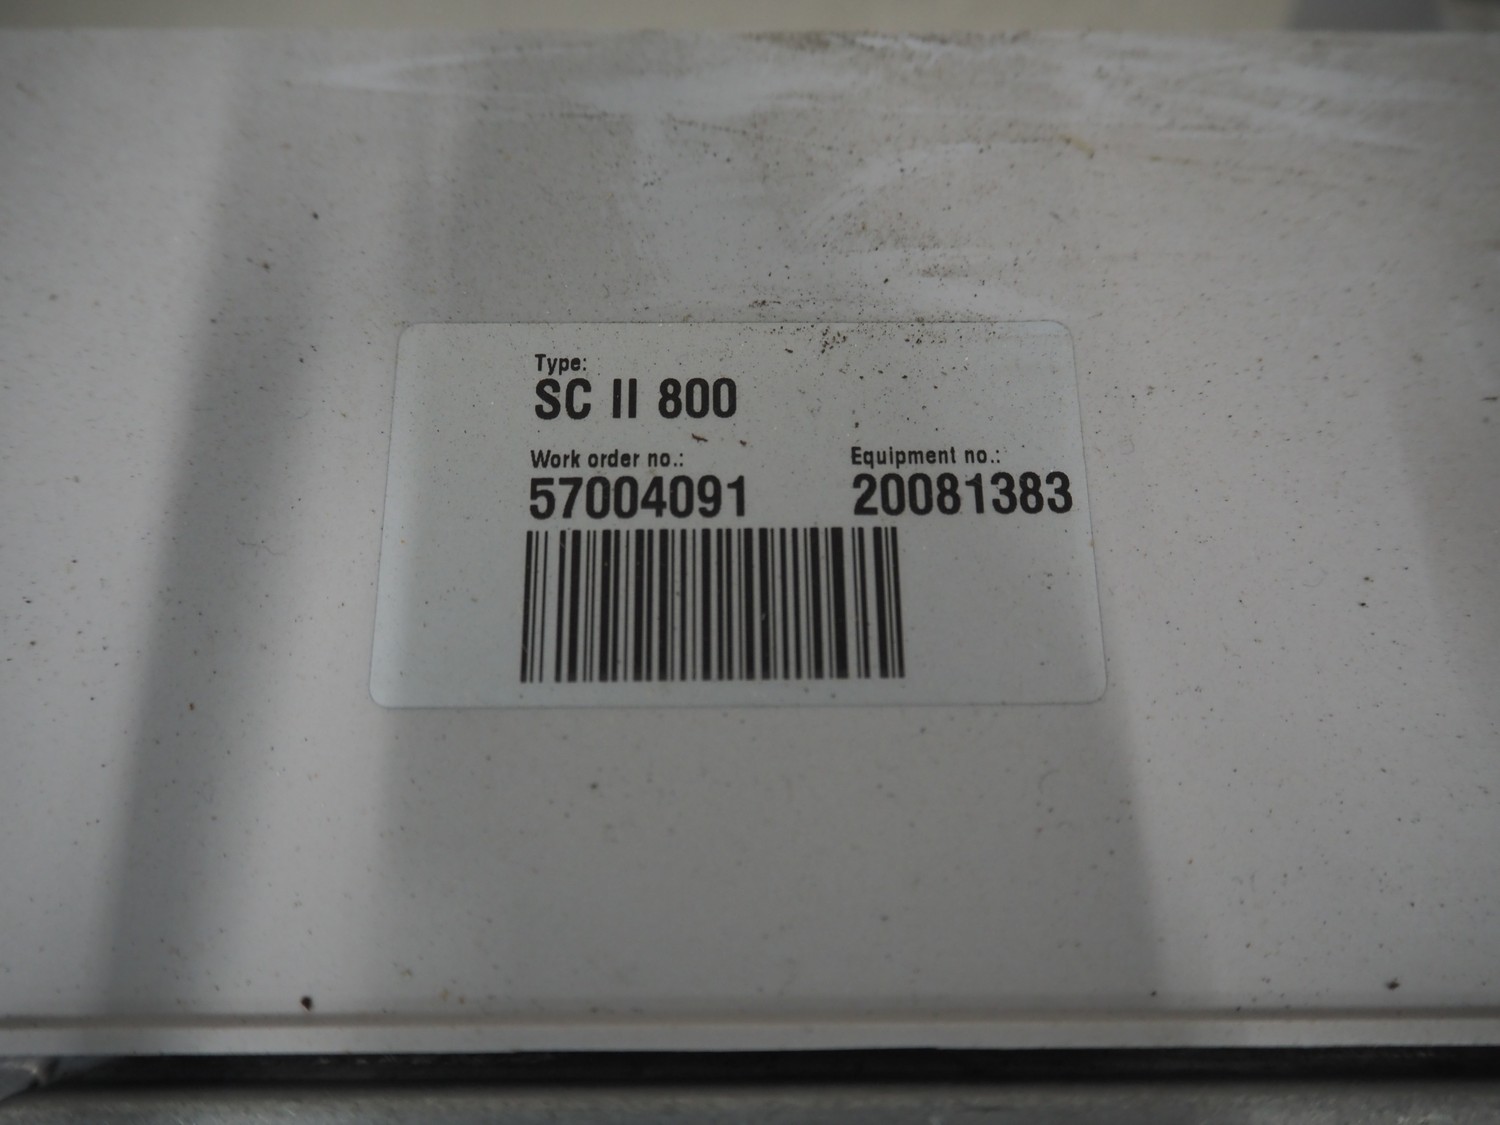 Type:
SC II 800
Work order no.: Equipment no.:
57004091 20081383